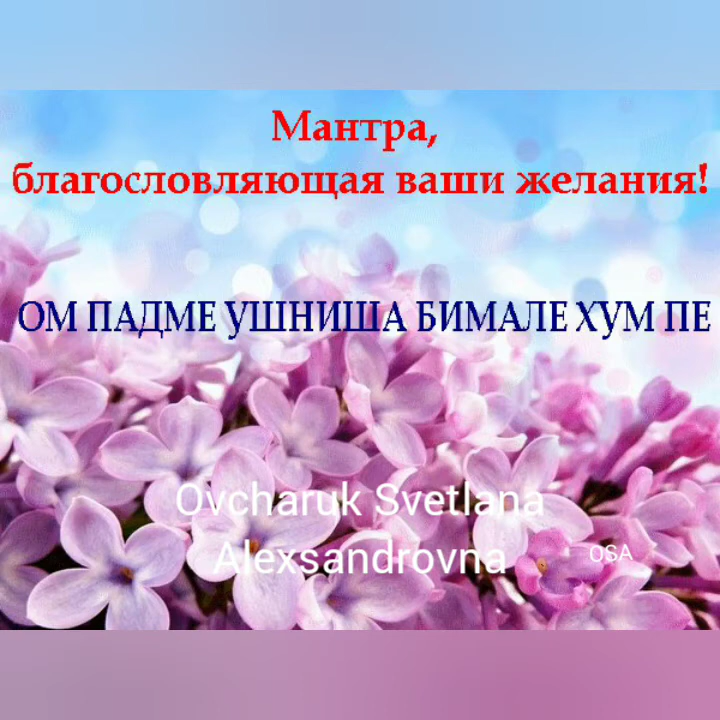 Мантра,
благословляющая ваши желания!
ОМ ПАДМЕ УШНИША БИМАЛЕ ХУМ ПЕ
Ovcharuk Svetlana
Alexsandrovna
OSA